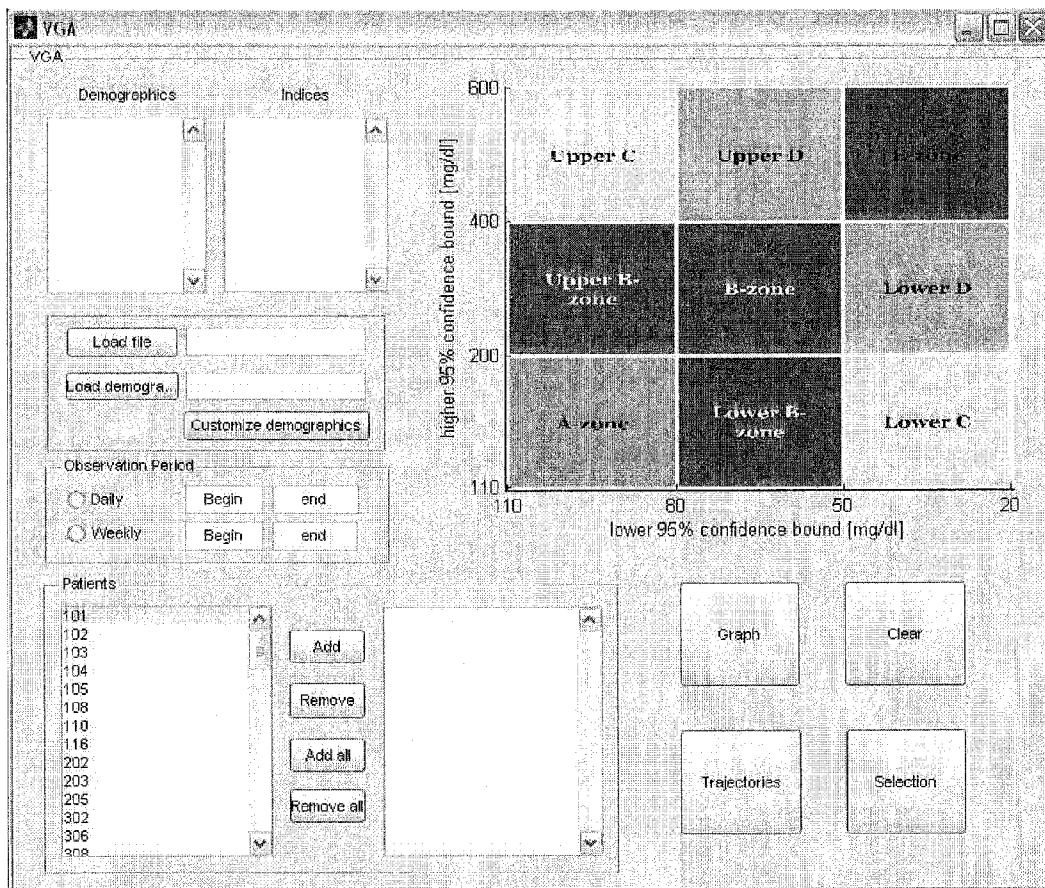 VGA
VGA
Demographics
Indices
Load file
Load demogra...
Customize demographics
Observation Period
Daily
Begin
end
Weekly
Begin
end
Patients
101
102
103
104
105
108
110
116
202
203
205
302
306
308
Add
Remove
Add all
Remove all
higher 95% confidence bound [mg/dl]
600
400
200
110
Upper C
Upper D
E-zone
Upper B-
zone
B-zone
Lower D
A-zone
Lower B-
zone
Lower C
110
80
50
20
lower 95% confidence bound [mg/dl]
Graph
Clear
Trajectories
Selection